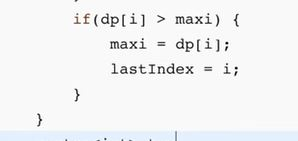 if(dp[i] > maxi) {
maxi = dp[i];
lastIndex = i;
}
}